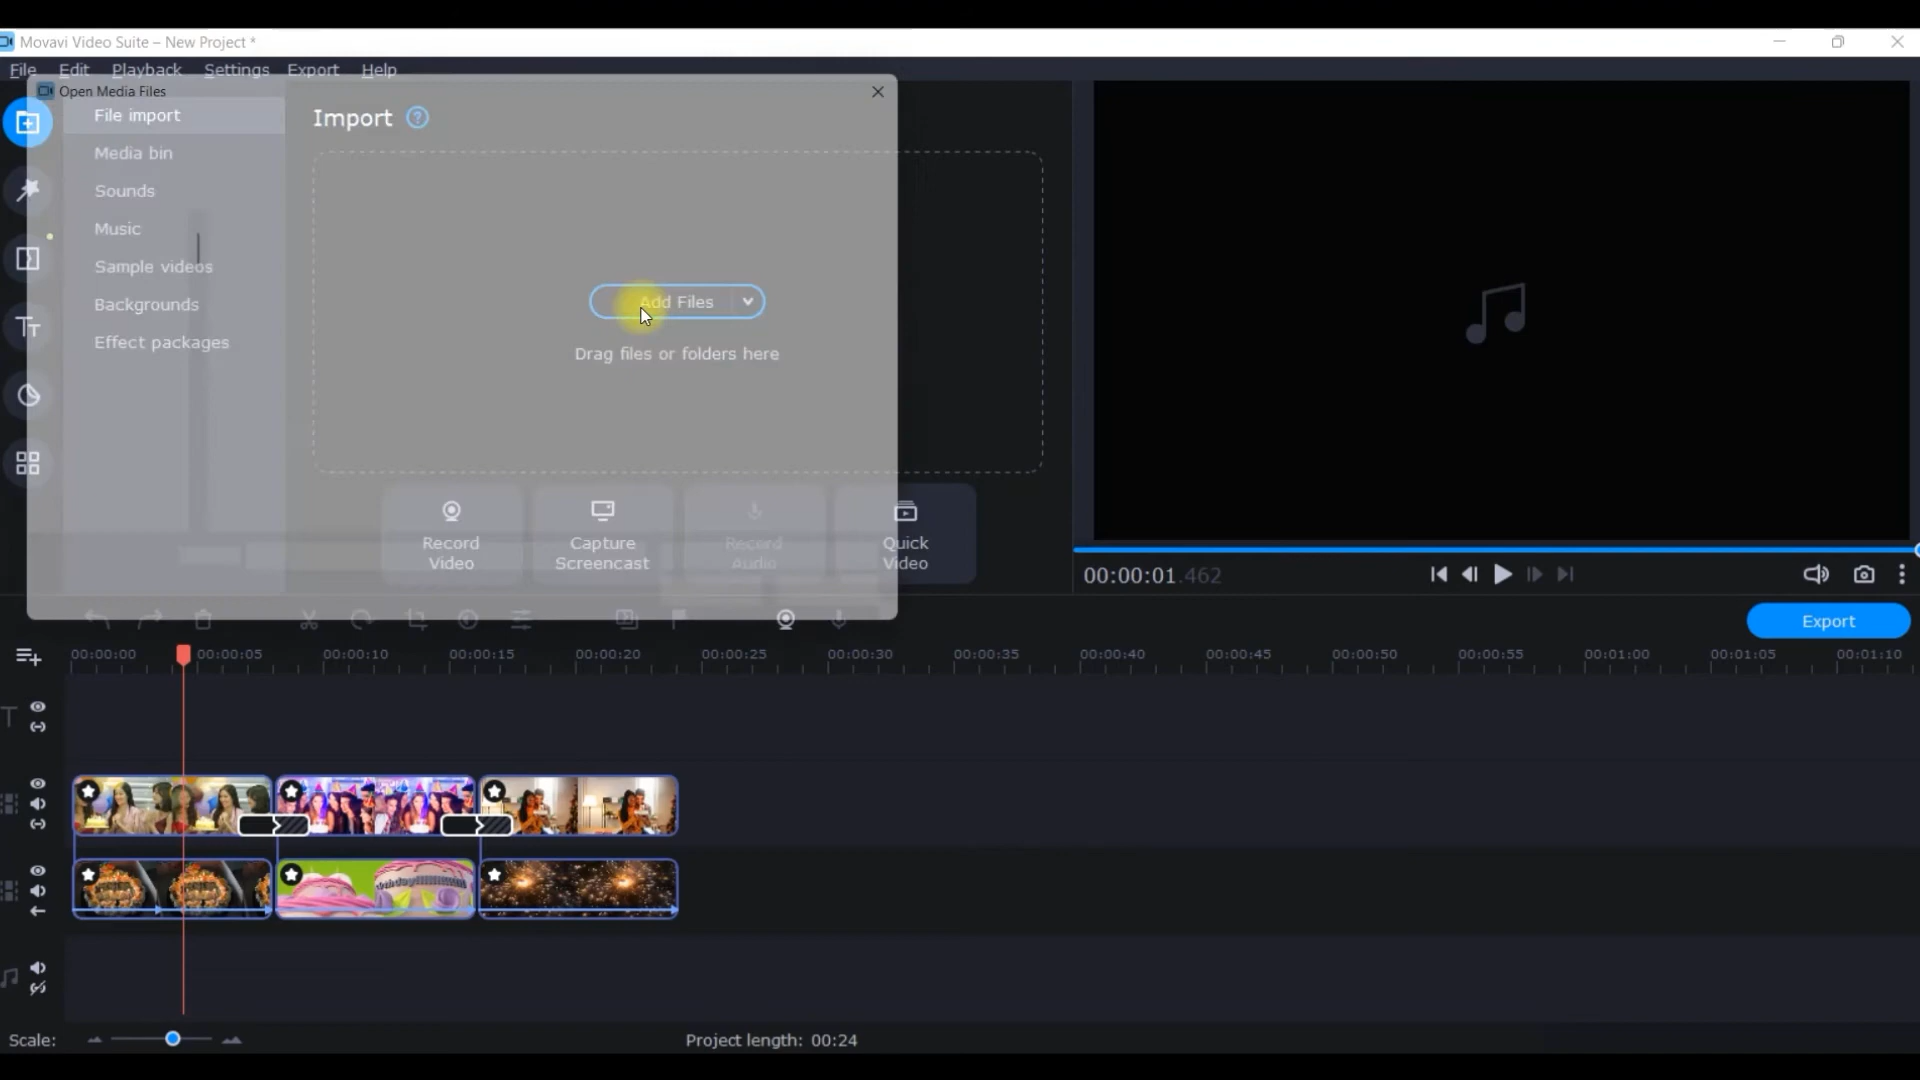 Movavi Video Suite – New Project *
File Edit Playback Settings Export Help
Open Media Files
File import
Media bin
Sounds
Music
Sample videos
Backgrounds
Effect packages
Import ?
Add Files
Drag files or folders here
Record Video
Capture Screencast
Record Audio
Quick Video
00:00:01.462
Export
00:00:00 00:00:05 00:00:10 00:00:15 00:00:20 00:00:25 00:00:30 00:00:35 00:00:40 00:00:45 00:00:50 00:00:55 00:01:00 00:01:05 00:01:10
Scale:
Project length: 00:24